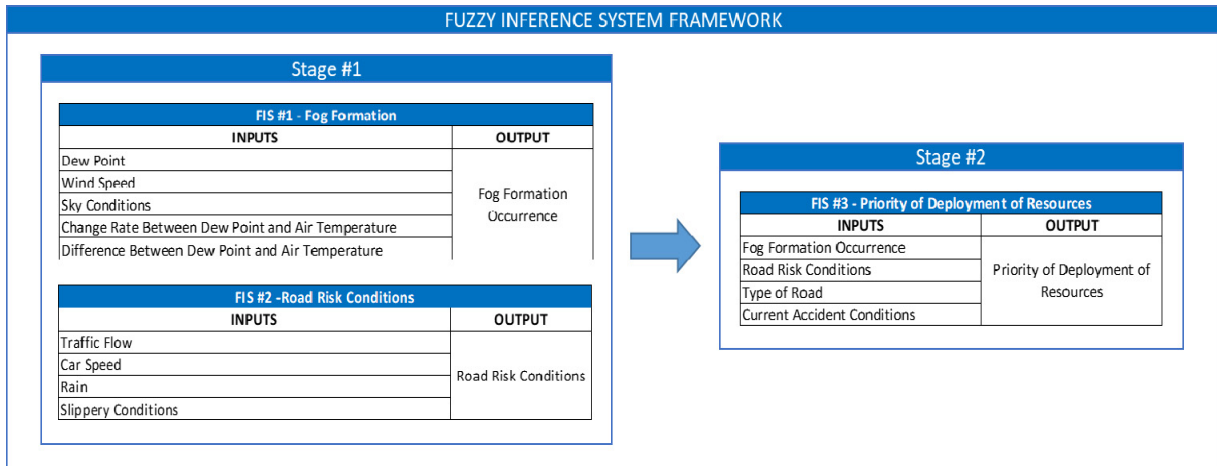 FUZZY INFERENCE SYSTEM FRAMEWORK
Stage #1
FIS #1 - Fog Formation
INPUTS OUTPUT
Dew Point
Wind Speed
Sky Conditions
Change Rate Between Dew Point and Air Temperature
Difference Between Dew Point and Air Temperature
Fog Formation
Occurrence
FIS #2 -Road Risk Conditions
INPUTS OUTPUT
Traffic Flow
Car Speed
Rain
Slippery Conditions
Road Risk Conditions
Stage #2
FIS #3 - Priority of Deployment of Resources
INPUTS OUTPUT
Fog Formation Occurrence
Road Risk Conditions
Type of Road
Current Accident Conditions
Priority of Deployment of
Resources